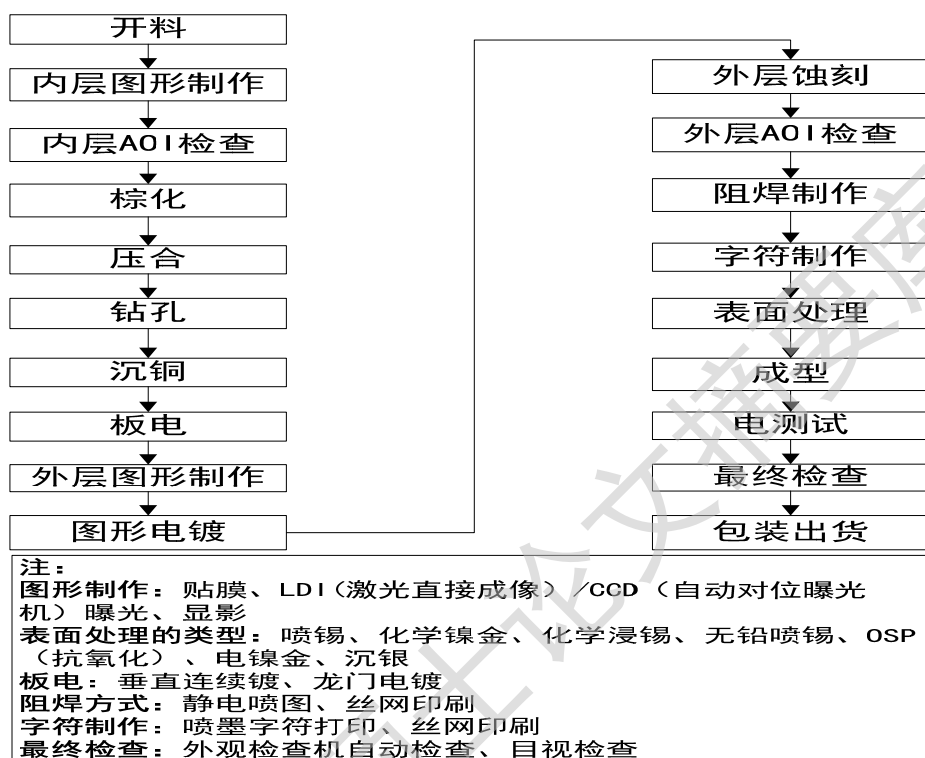 开料
内层图形制作
内层AOI检查
棕化
压合
钻孔
沉铜
板电
外层图形制作
图形电镀
外层蚀刻
外层AOI检查
阻焊制作
字符制作
表面处理
成型
电测试
最终检查
包装出货
注：
图形制作：贴膜、LDI(激光直接成像）/CCD（自动对位曝光
机）曝光、显影
表面处理的类型：喷锡、化学镍金、化学浸锡、无铅喷锡、OSP
（抗氧化）、电镍金、沉银
板电：垂直连续镀、龙门电镀
阻焊方式：静电喷图、丝网印刷
字符制作：喷墨字符打印、丝网印刷
最终检查：外观检查机自动检查、目视检查
士论文摘要库